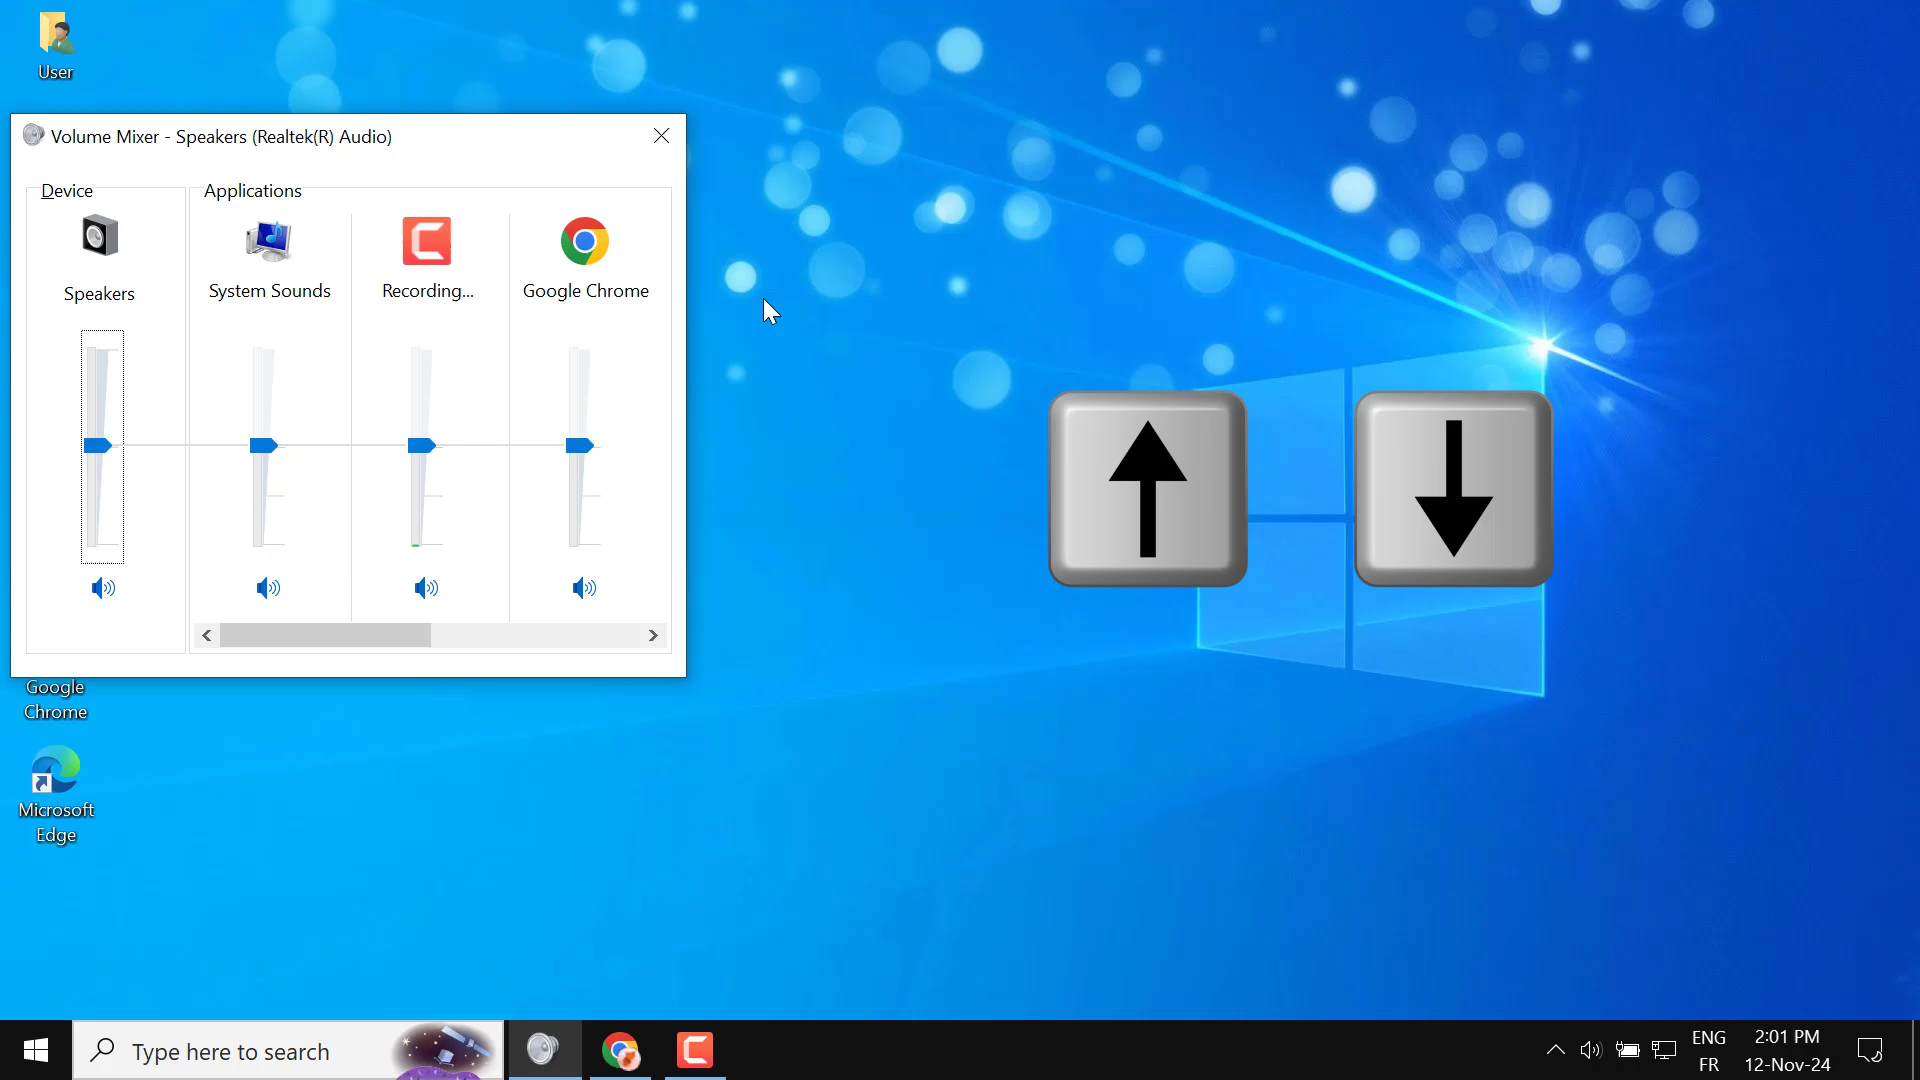 User
Volume Mixer - Speakers (Realtek(R) Audio)
Device
Applications
Speakers
System Sounds
Recording...
Google Chrome
Google
Chrome
Microsoft
Edge
Type here to search
ENG
FR
2:01 PM
12-Nov-24